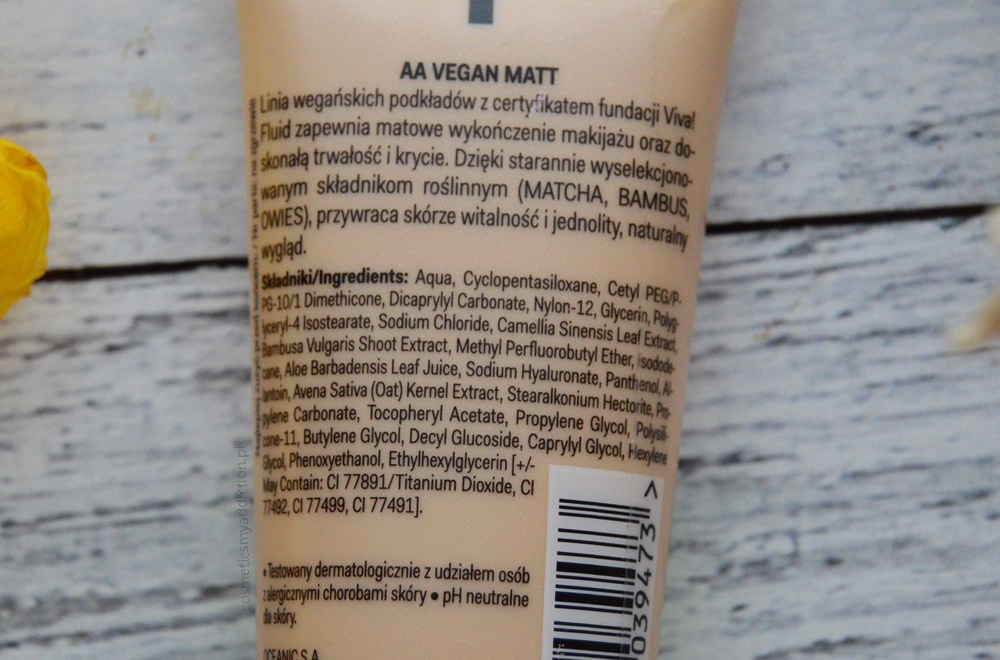 AA VEGAN MATT
Linia wegańskich podkładów z certyfikatem fundacji Viva!
Fluid zapewnia matowe wykończenie makijażu oraz do-
skonałą trwałość i krycie. Dzięki starannie wyselekcjono-
wanym składnikom roślinnym (MATCHA, BAMBUS,
OWIES), przywraca skórze witalność i jednolity, naturalny
wygląd.
Składniki/Ingredients: Aqua, Cyclopentasiloxane, Cetyl PEG/P-
PG-10/1 Dimethicone, Dicaprylyl Carbonate, Nylon-12, Glycerin, Polyg-
lyceryl-4 Isostearate, Sodium Chloride, Camellia Sinensis Leaf Extract,
Bambusa Vulgaris Shoot Extract, Methyl Perfluorobutyl Ether, Isodode-
cane, Aloe Barbadensis Leaf Juice, Sodium Hyaluronate, Panthenol, Al-
lantoin, Avena Sativa (Oat) Kernel Extract, Stearalkonium Hectorite, Pro-
pylene Carbonate, Tocopheryl Acetate, Propylene Glycol, Polysili-
cone-11, Butylene Glycol, Decyl Glucoside, Caprylyl Glycol, Hexylene
Glycol, Phenoxyethanol, Ethylhexylglycerin [+/-
May Contain: CI 77891/Titanium Dioxide, CI
77492, CI 77499, CI 77491].
• Testowany dermatologicznie z udziałem osób
z alergicznymi chorobami skóry • pH neutralne
dla skóry.
OCEANIC S.A.
039473 >
cosmeticsmyaddiction.pl